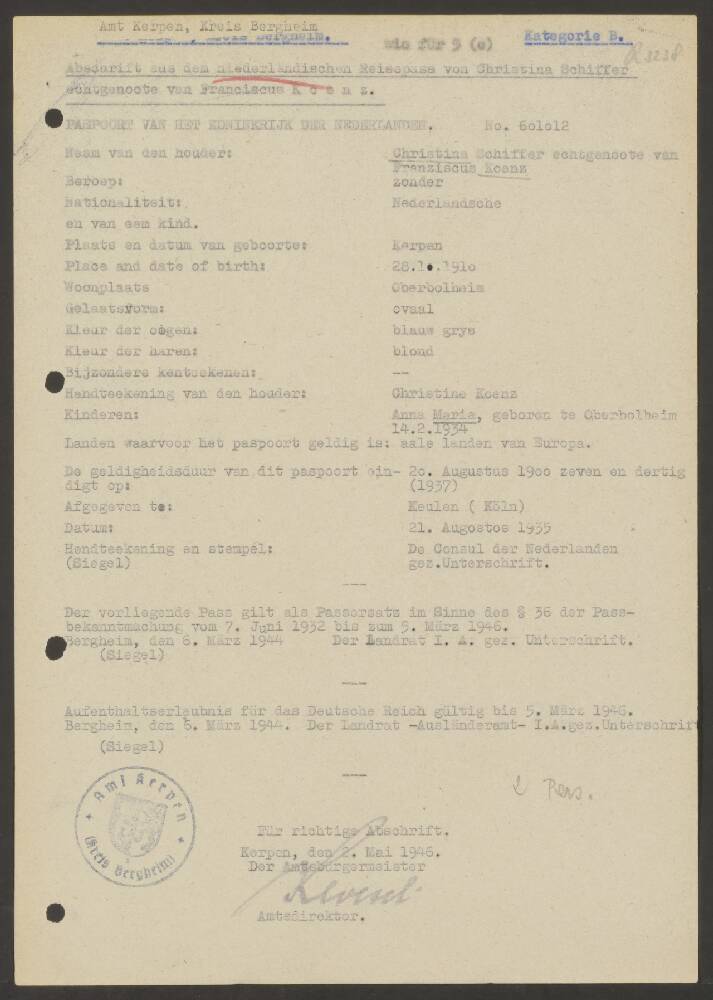 Amt Kerpen, Kreis Bergheim
wie für 9 (e)
Kategorie B.
R 3238
Abschrift aus dem niederländischen Reisepass von Christina Schiffer
echtgenoote van Franciscus K o e n z.
PASPOORT VAN HET KONINKRIJK DER NEDERLANDEN. No. 601012
Naam van den houder: Christina Schiffer echtgenoote van
Franziscus Koenz
Beroep: zonder
Nationaliteit: Nederlandsche
en van eem kind.
Plaats en datum van geboorte: Kerpen
Place and date of birth: 28.10.1910
Woonplaats Oberbolheim
Gelaatsvorm: ovaal
Kleur der oogen: blauw grys
Kleur der haren: blond
Bijzondere kenteekenen: --
Handteekening van den houder: Christine Koenz
Kinderen: Anna Maria, geboren te Oberbolheim
14.2.1934
Landen waarvoor het paspoort geldig is: aale landen van Europa.
De geldigheidsduur van dit paspoort ein- 20. Augustus 1900 zeven en dertig
digt op: (1937)
Afgegeven te: Keulen ( Köln)
Datum: 21. Augostos 1935
Handteekening en stempel: De Consul der Nederlanden
(Siegel) gez.Unterschrift.
---
Der vorliegende Pass gilt als Passersatz im Sinne des § 36 der Pass-
bekanntmachung vom 7. Juni 1932 bis zum 5. März 1946.
Bergheim, den 6. März 1944 Der Landrat I. A. gez. Unterschrift.
(Siegel)
---
Aufenthaltserlaubnis für das Deutsche Reich gültig bis 5. März 1946.
Bergheim, den 6. März 1944. Der Landrat -Ausländeramt- I.A.gez.Unterschrift
(Siegel)
---
Pers.
Amt Kerpen
(Kreis Bergheim)
Für richtige Abschrift.
Kerpen, den 2. Mai 1946.
Der Amtsbürgermeister
Amtsdirektor.